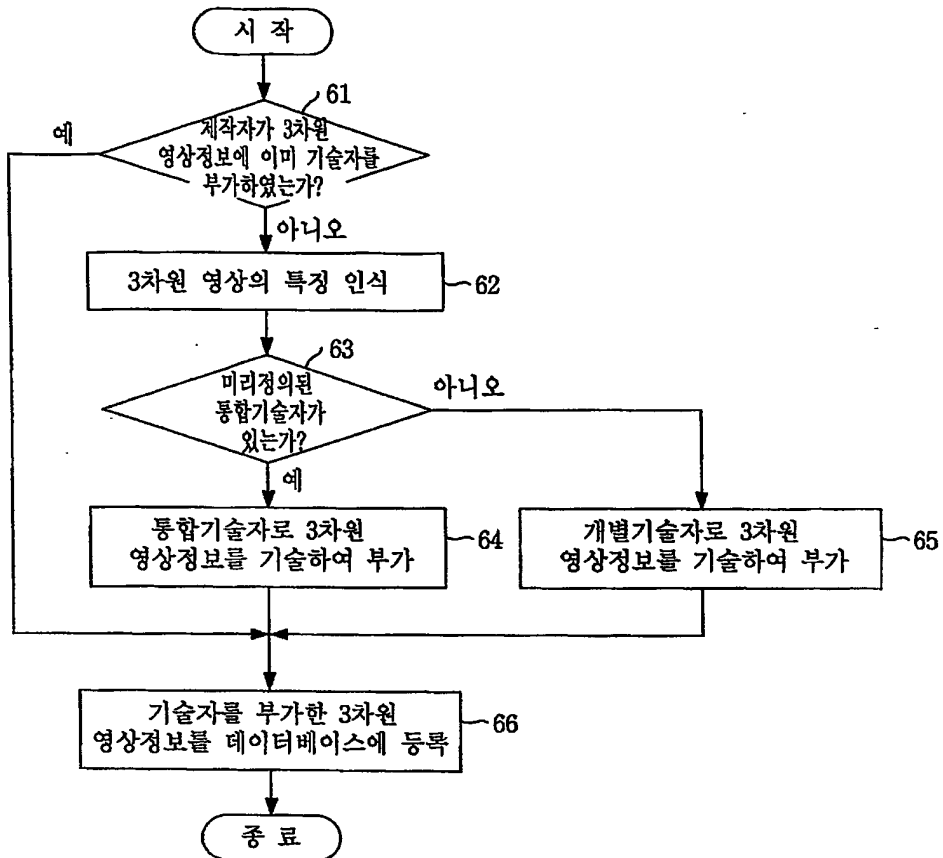 시 작
61
예
제작자가 3차원
영상정보에 이미 기술자를
부가하였는가?
아니오
3차원 영상의 특징 인식
62
63
미리정의된
통합기술자가
있는가?
아니오
예
통합기술자로 3차원
영상정보를 기술하여 부가
64
개별기술자로 3차원
영상정보를 기술하여 부가
65
기술자를 부가한 3차원
영상정보를 데이터베이스에 등록
66
종 료